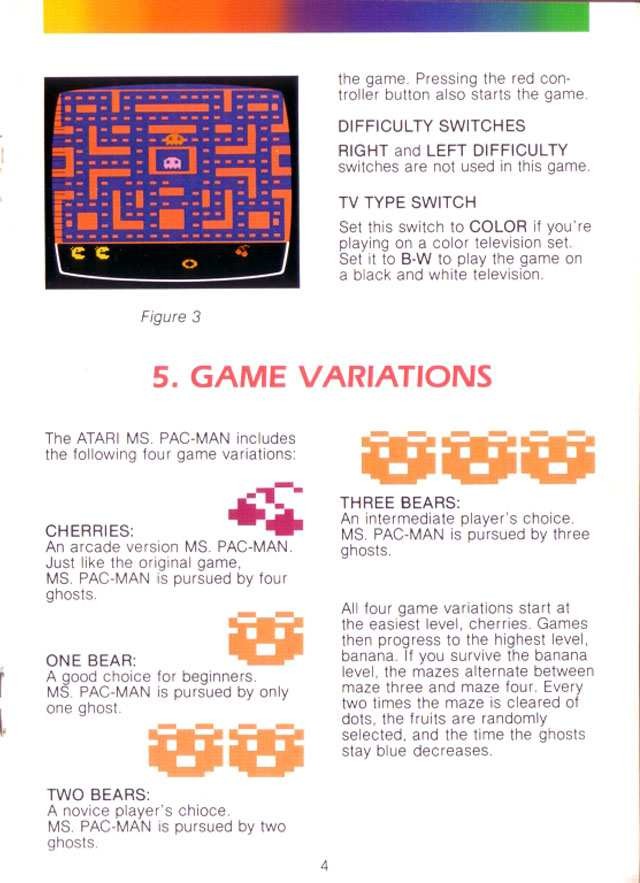 the game. Pressing the red con-
troller button also starts the game.
DIFFICULTY SWITCHES
RIGHT and LEFT DIFFICULTY
switches are not used in this game.
TV TYPE SWITCH
Set this switch to COLOR if you're
playing on a color television set.
Set it to B-W to play the game on
a black and white television.
Figure 3
5. GAME VARIATIONS
The ATARI MS. PAC-MAN includes
the following four game variations:
CHERRIES:
An arcade version MS. PAC-MAN.
Just like the original game,
MS. PAC-MAN is pursued by four
ghosts.
ONE BEAR:
A good choice for beginners.
MS. PAC-MAN is pursued by only
one ghost.
TWO BEARS:
A novice player's chioce.
MS. PAC-MAN is pursued by two
ghosts.
THREE BEARS:
An intermediate player's choice.
MS. PAC-MAN is pursued by three
ghosts.
All four game variations start at
the easiest level, cherries. Games
then progress to the highest level,
banana. If you survive the banana
level, the mazes alternate between
maze three and maze four. Every
two times the maze is cleared of
dots, the fruits are randomly
selected, and the time the ghosts
stay blue decreases.
4